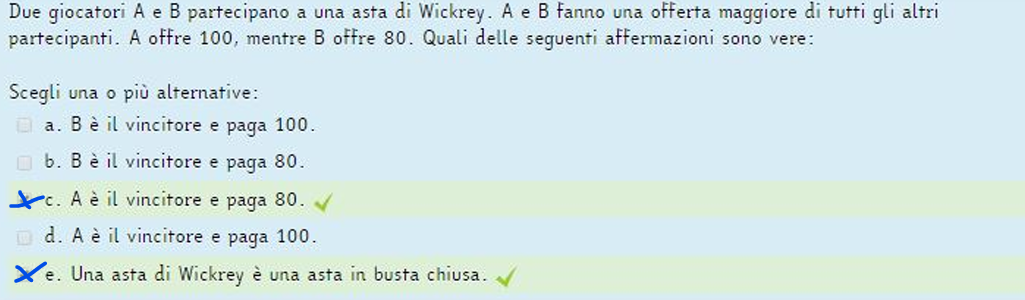 Due giocatori A e B partecipano a una asta di Wickrey. A e B fanno una offerta maggiore di tutti gli altri
partecipanti. A offre 100, mentre B offre 80. Quali delle seguenti affermazioni sono vere:
Scegli una o più alternative:
a. B è il vincitore e paga 100.
b. B è il vincitore e paga 80.
c. A è il vincitore e paga 80.
d. A è il vincitore e paga 100.
e. Una asta di Wickrey è una asta in busta chiusa.